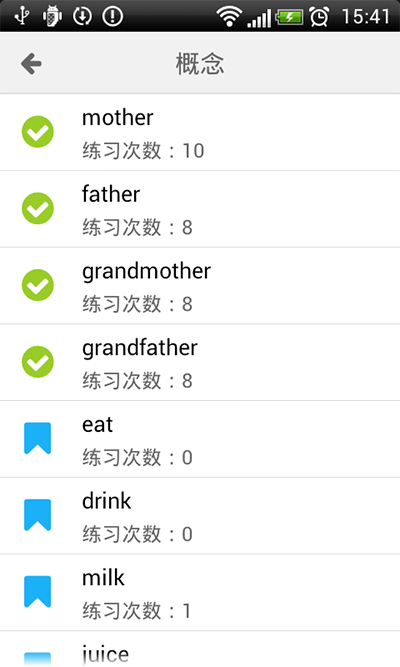 15:41
概念
mother
练习次数：10
father
练习次数：8
grandmother
练习次数：8
grandfather
练习次数：8
eat
练习次数：0
drink
练习次数：0
milk
练习次数：1
juice